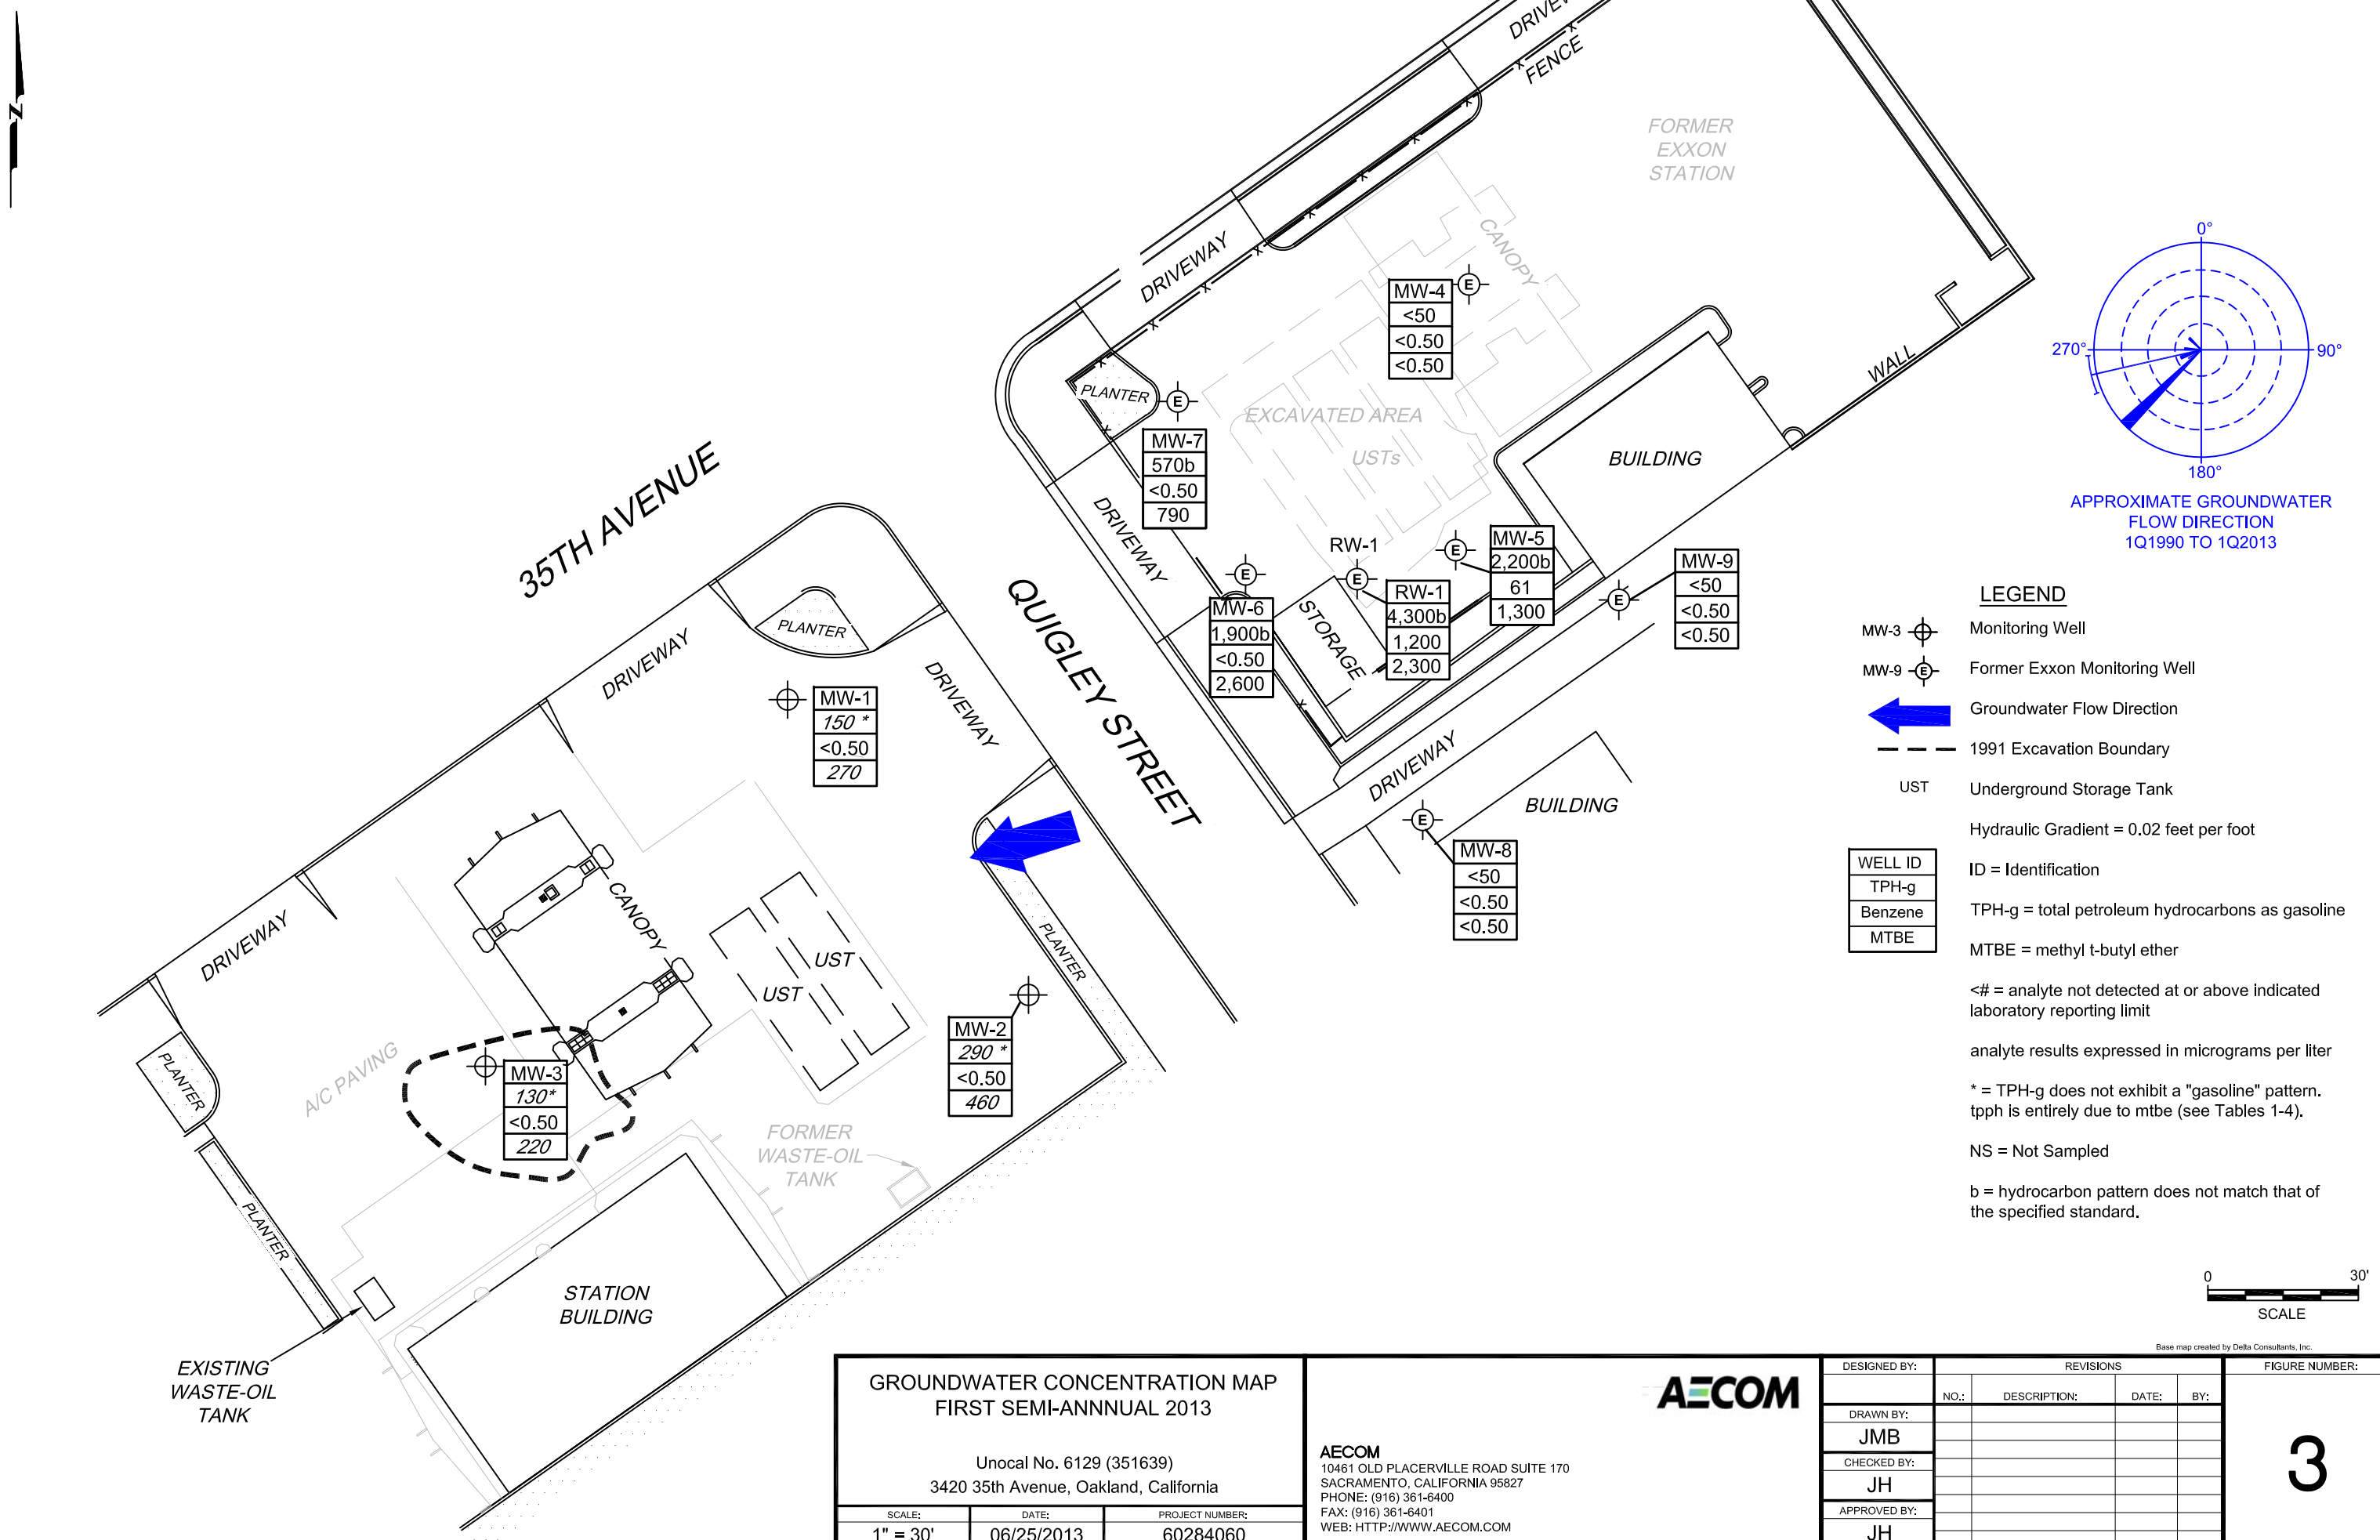 N
DRIVEWAY
FENCE
FORMER
EXXON
STATION
CANOPY
DRIVEWAY
MW-4
<50
<0.50
<0.50
E
PLANTER
E
EXCAVATED AREA
USTs
MW-7
570b
<0.50
790
BUILDING
WALL
0°
270°
90°
180°
APPROXIMATE GROUNDWATER
FLOW DIRECTION
1Q1990 TO 1Q2013
35TH AVENUE
DRIVEWAY
QUIGLEY STREET
RW-1
E
E
E
MW-5
2,200b
61
1,300
MW-9
<50
<0.50
<0.50
E
MW-6
1,900b
<0.50
2,600
STORAGE
RW-1
4,300b
1,200
2,300
DRIVEWAY
BUILDING
E
MW-8
<50
<0.50
<0.50
PLANTER
DRIVEWAY
DRIVEWAY
MW-1
150 *
<0.50
270
DRIVEWAY
CANOPY
UST
UST
PLANTER
MW-2
290 *
<0.50
460
A/C PAVING
PLANTER
MW-3
130*
<0.50
220
FORMER
WASTE-OIL
TANK
PLANTER
STATION
BUILDING
EXISTING
WASTE-OIL
TANK
LEGEND
MW-3
Monitoring Well
MW-9
E
Former Exxon Monitoring Well
Groundwater Flow Direction
1991 Excavation Boundary
UST
Underground Storage Tank
Hydraulic Gradient = 0.02 feet per foot
WELL ID
TPH-g
Benzene
MTBE
ID = Identification
TPH-g = total petroleum hydrocarbons as gasoline
MTBE = methyl t-butyl ether
<# = analyte not detected at or above indicated
laboratory reporting limit
analyte results expressed in micrograms per liter
* = TPH-g does not exhibit a "gasoline" pattern.
tpph is entirely due to mtbe (see Tables 1-4).
NS = Not Sampled
b = hydrocarbon pattern does not match that of
the specified standard.
0
30'
SCALE
Base map created by Delta Consultants, Inc.
GROUNDWATER CONCENTRATION MAP
FIRST SEMI-ANNNUAL 2013
Unocal No. 6129 (351639)
3420 35th Avenue, Oakland, California
SCALE:
1" = 30'
DATE:
06/25/2013
PROJECT NUMBER:
60284060
AECOM
AECOM
10461 OLD PLACERVILLE ROAD SUITE 170
SACRAMENTO, CALIFORNIA 95827
PHONE: (916) 361-6400
FAX: (916) 361-6401
WEB: HTTP://WWW.AECOM.COM
DESIGNED BY:
DRAWN BY:
JMB
CHECKED BY:
JH
APPROVED BY:
JH
REVISIONS
NO.:
DESCRIPTION:
DATE:
BY:
FIGURE NUMBER:
3